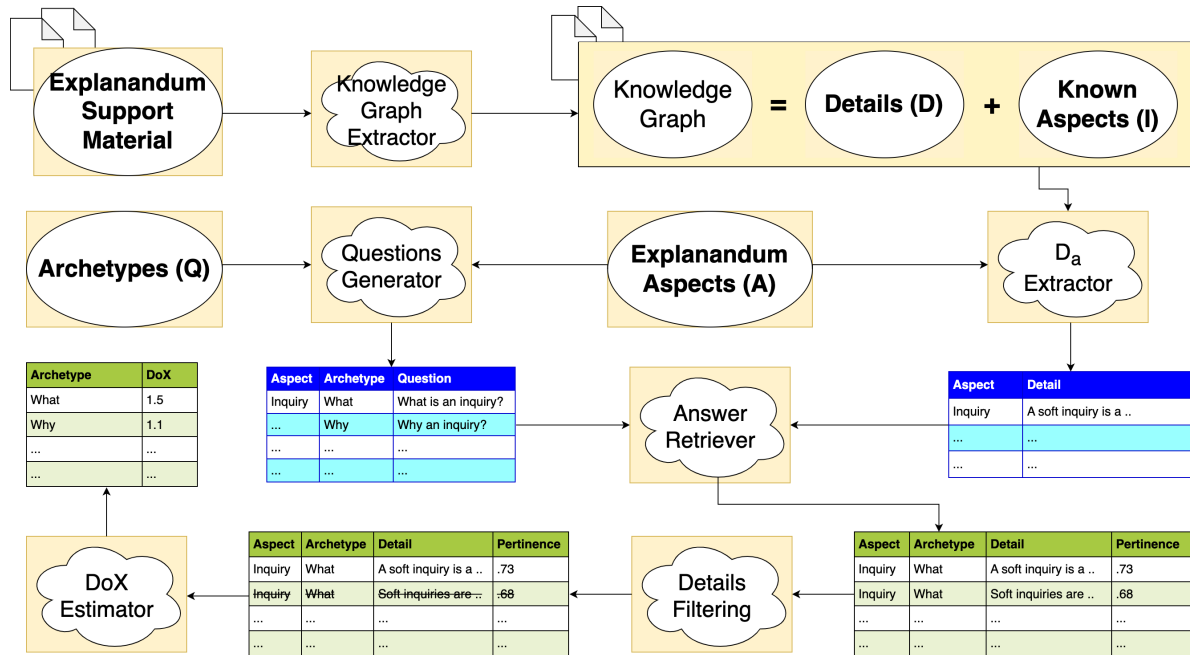 Explanandum
Support
Material
Knowledge
Graph
Extractor
Knowledge
Graph
=
Details (D)
+
Known
Aspects (I)
Archetypes (Q)
Questions
Generator
Explanandum
Aspects (A)
Da
Extractor
Archetype DoX
What 1.5
Why 1.1
... ...
... ...
Aspect Archetype Question
Inquiry What What is an inquiry?
... Why Why an inquiry?
... ... ...
... ... ...
Answer
Retriever
Aspect Detail
Inquiry A soft inquiry is a ..
... ...
... ...
DoX
Estimator
Aspect Archetype Detail Pertinence
Inquiry What A soft inquiry is a .. .73
Inquiry What Soft inquiries are .. .68
... ... ... ...
... ... ... ...
Details
Filtering
Aspect Archetype Detail Pertinence
Inquiry What A soft inquiry is a .. .73
Inquiry What Soft inquiries are .. .68
... ... ... ...
... ... ... ...